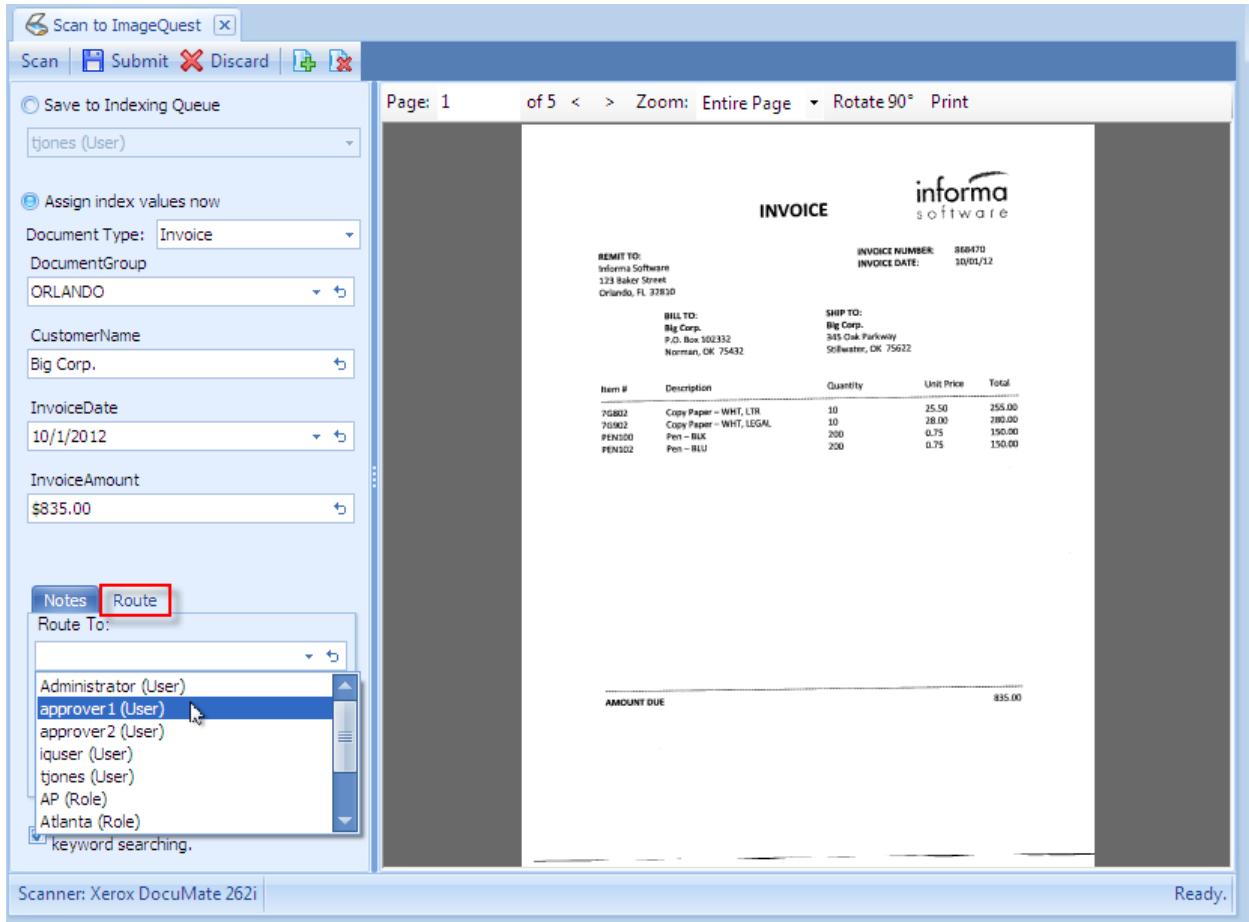 Scan to ImageQuest
Scan Submit Discard
Save to Indexing Queue
tjones (User)
Assign index values now
Document Type: Invoice
DocumentGroup
ORLANDO
CustomerName
Big Corp.
InvoiceDate
10/1/2012
InvoiceAmount
$835.00
Notes Route
Route To:
Administrator (User)
approver1 (User)
approver2 (User)
iquser (User)
tjones (User)
AP (Role)
Atlanta (Role)
keyword searching.
Page: 1 of 5 < > Zoom: Entire Page Rotate 90° Print
informa
software
INVOICE
INVOICE NUMBER: 868470
INVOICE DATE: 10/01/12
REMIT TO:
Informa Software
123 Baker Street
Orlando, FL 32810
BILL TO:
Big Corp.
P.O. Box 102332
Norman, OK 75432
SHIP TO:
Big Corp.
345 Oak Parkway
Stillwater, OK 75622
Item # Description Quantity Unit Price Total
7G802 Copy Paper – WHT, LTR 10 25.50 255.00
7G902 Copy Paper – WHT, LEGAL 10 28.00 280.00
PEN100 Pen – BLK 200 0.75 150.00
PEN102 Pen – BLU 200 0.75 150.00
AMOUNT DUE 835.00
Scanner: Xerox DocuMate 262i Ready.